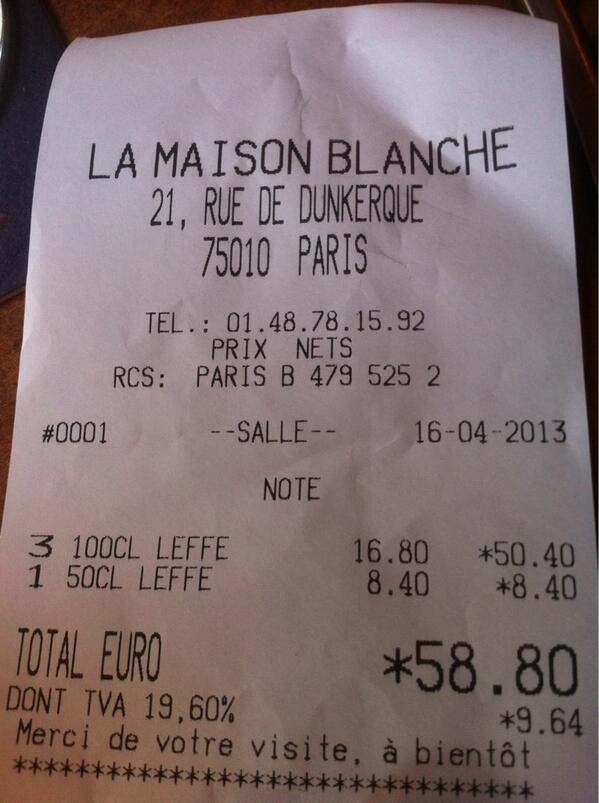 LA MAISON BLANCHE
21, RUE DE DUNKERQUE
75010 PARIS
TEL.: 01.48.78.15.92
PRIX NETS
RCS: PARIS B 479 525 2
#0001 --SALLE-- 16-04-2013
NOTE
3 100CL LEFFE 16.80 *50.40
1 50CL LEFFE 8.40 *8.40
TOTAL EURO *58.80
DONT TVA 19,60% *9.64
Merci de votre visite, à bientôt
*********************************